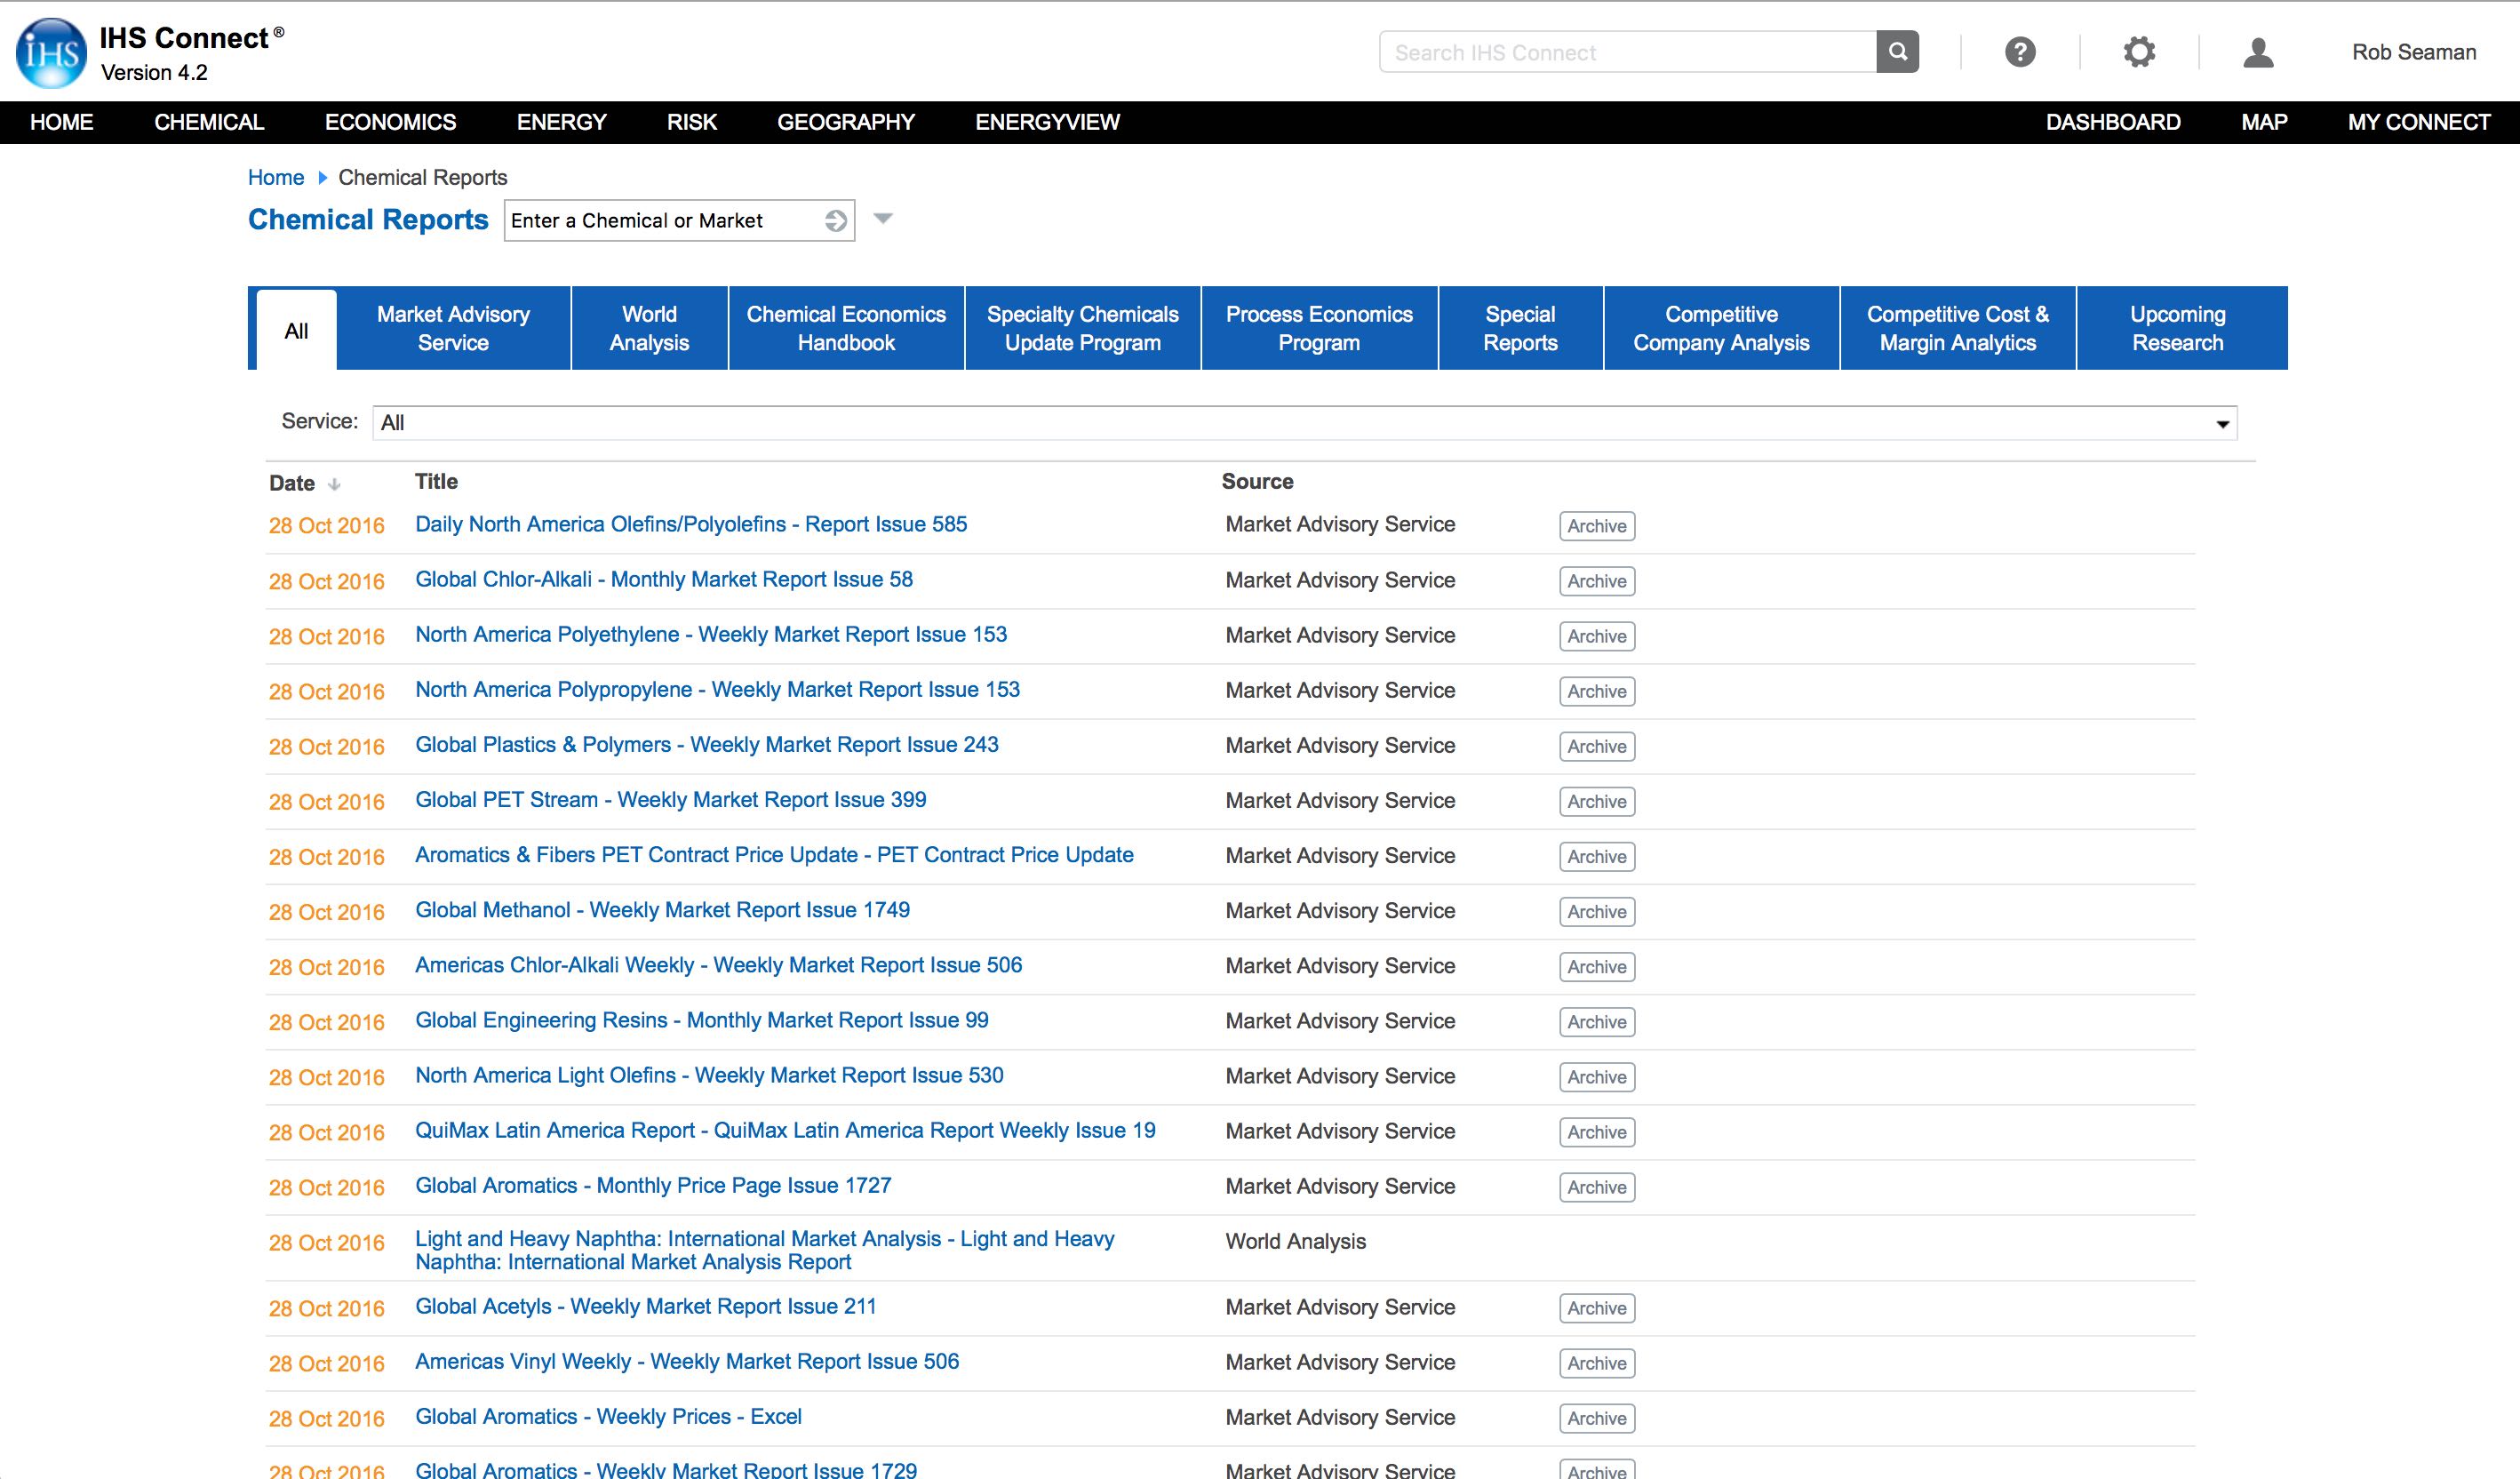 iHS
IHS Connect®
Version 4.2
Search IHS Connect
?
Rob Seaman
HOME CHEMICAL ECONOMICS ENERGY RISK GEOGRAPHY ENERGYVIEW DASHBOARD MAP MY CONNECT
Home Chemical Reports
Chemical Reports Enter a Chemical or Market
All
Market Advisory
Service
World
Analysis
Chemical Economics
Handbook
Specialty Chemicals
Update Program
Process Economics
Program
Special
Reports
Competitive
Company Analysis
Competitive Cost &
Margin Analytics
Upcoming
Research
Service: All
Date Title Source
28 Oct 2016 Daily North America Olefins/Polyolefins - Report Issue 585 Market Advisory Service Archive
28 Oct 2016 Global Chlor-Alkali - Monthly Market Report Issue 58 Market Advisory Service Archive
28 Oct 2016 North America Polyethylene - Weekly Market Report Issue 153 Market Advisory Service Archive
28 Oct 2016 North America Polypropylene - Weekly Market Report Issue 153 Market Advisory Service Archive
28 Oct 2016 Global Plastics & Polymers - Weekly Market Report Issue 243 Market Advisory Service Archive
28 Oct 2016 Global PET Stream - Weekly Market Report Issue 399 Market Advisory Service Archive
28 Oct 2016 Aromatics & Fibers PET Contract Price Update - PET Contract Price Update Market Advisory Service Archive
28 Oct 2016 Global Methanol - Weekly Market Report Issue 1749 Market Advisory Service Archive
28 Oct 2016 Americas Chlor-Alkali Weekly - Weekly Market Report Issue 506 Market Advisory Service Archive
28 Oct 2016 Global Engineering Resins - Monthly Market Report Issue 99 Market Advisory Service Archive
28 Oct 2016 North America Light Olefins - Weekly Market Report Issue 530 Market Advisory Service Archive
28 Oct 2016 QuiMax Latin America Report - QuiMax Latin America Report Weekly Issue 19 Market Advisory Service Archive
28 Oct 2016 Global Aromatics - Monthly Price Page Issue 1727 Market Advisory Service Archive
28 Oct 2016 Light and Heavy Naphtha: International Market Analysis - Light and Heavy World Analysis
Naphtha: International Market Analysis Report
28 Oct 2016 Global Acetyls - Weekly Market Report Issue 211 Market Advisory Service Archive
28 Oct 2016 Americas Vinyl Weekly - Weekly Market Report Issue 506 Market Advisory Service Archive
28 Oct 2016 Global Aromatics - Weekly Prices - Excel Market Advisory Service Archive
28 Oct 2016 Global Aromatics - Weekly Market Report Issue 1729 Market Advisory Service Archive